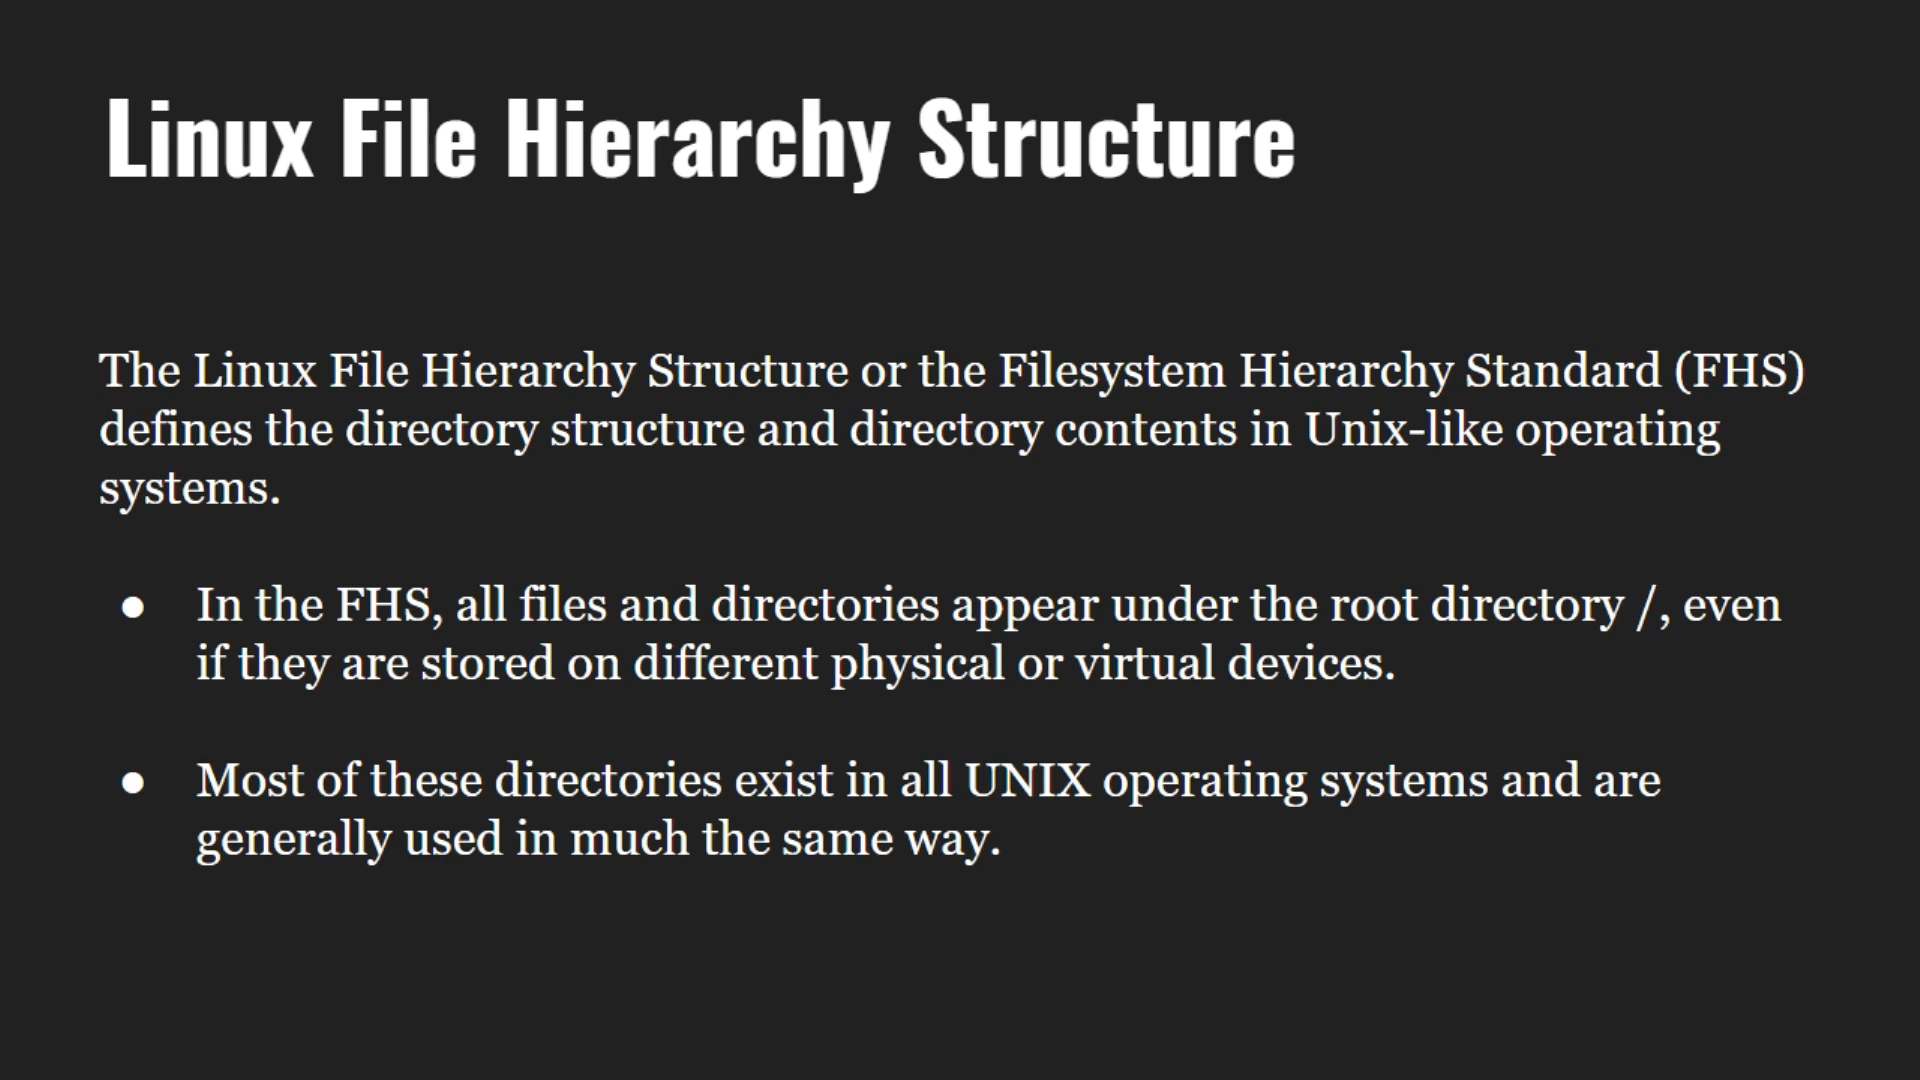 Linux File Hierarchy Structure
The Linux File Hierarchy Structure or the Filesystem Hierarchy Standard (FHS)
defines the directory structure and directory contents in Unix-like operating
systems.
● In the FHS, all files and directories appear under the root directory /, even
if they are stored on different physical or virtual devices.
● Most of these directories exist in all UNIX operating systems and are
generally used in much the same way.